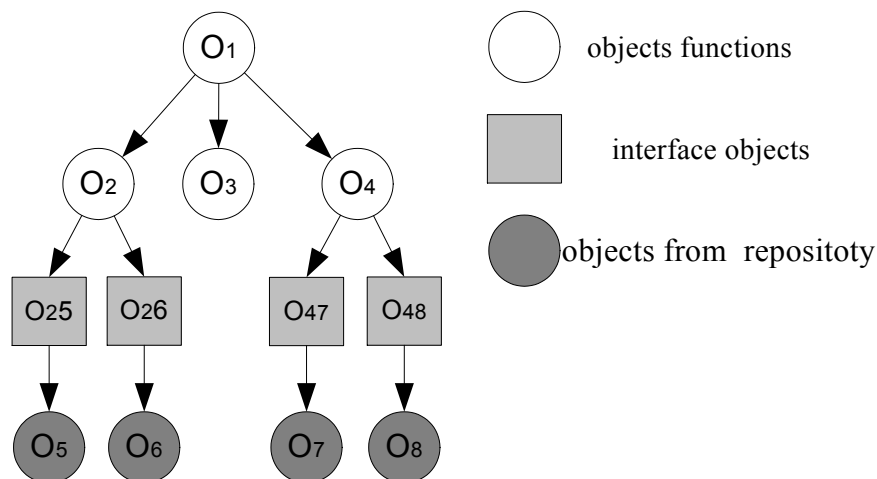 O1
objects functions
O2
O3
O4
interface objects
objects from repositoty
O25
O26
O47
O48
O5
O6
O7
O8